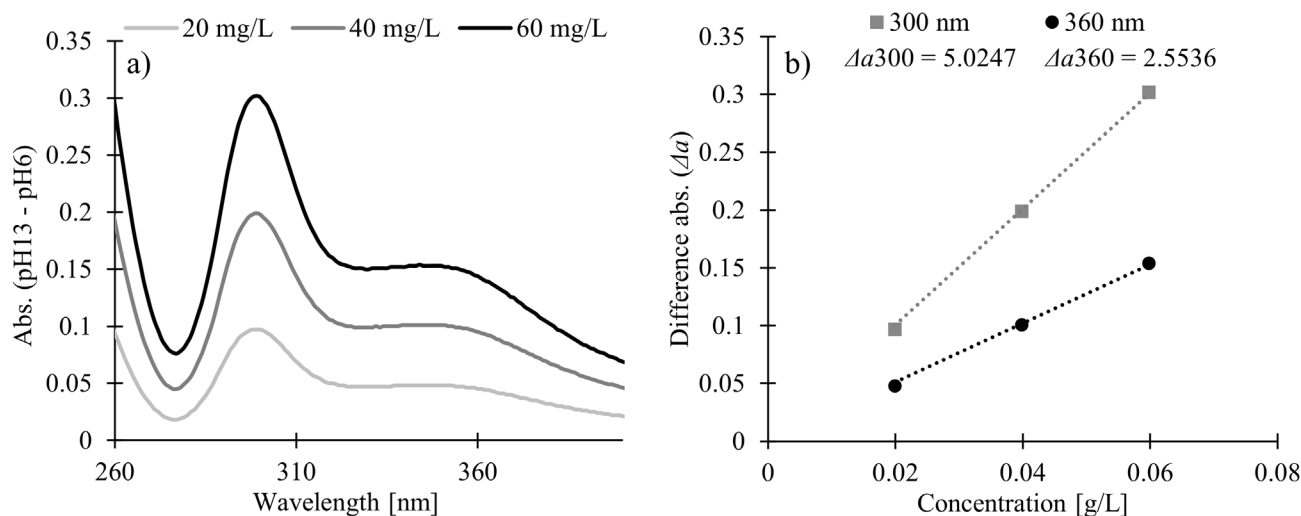 20 mg/L 40 mg/L 60 mg/L
a)
0.35
0.3
0.25
0.2
0.15
0.1
0.05
0
Abs. (pH13 - pH6)
260 310 360
Wavelength [nm]
300 nm 360 nm
b) Δa300 = 5.0247 Δa360 = 2.5536
0.35
0.3
0.25
0.2
0.15
0.1
0.05
0
Difference abs. (Δa)
0 0.02 0.04 0.06 0.08
Concentration [g/L]